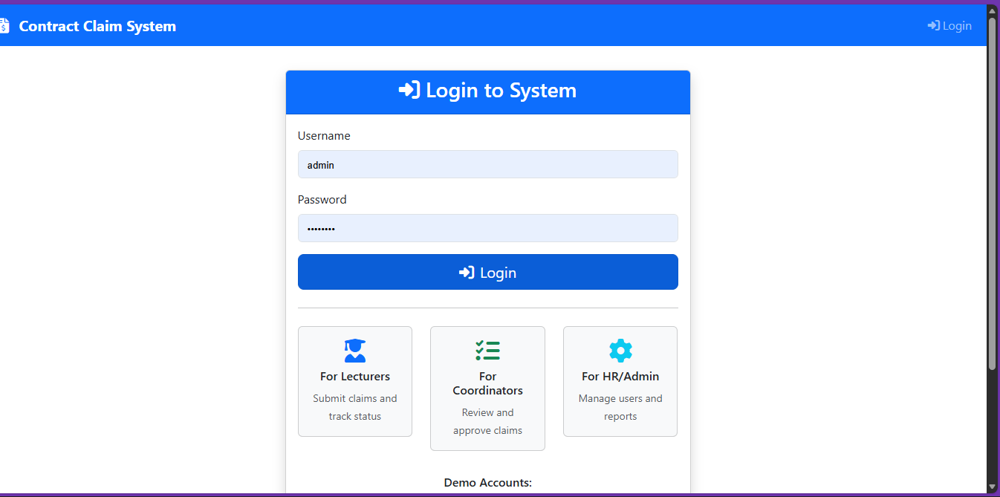 Contract Claim System
Login
Login to System
Username
admin
Password
••••••••
Login
For Lecturers
Submit claims and
track status
For
Coordinators
Review and
approve claims
For HR/Admin
Manage users and
reports
Demo Accounts: